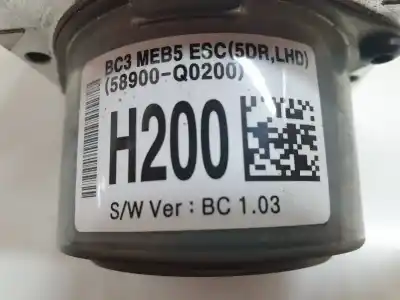 BC3 MEB5 ESC(5DR,LHD)
(58900-Q0200)
H200
S/W Ver : BC 1.03